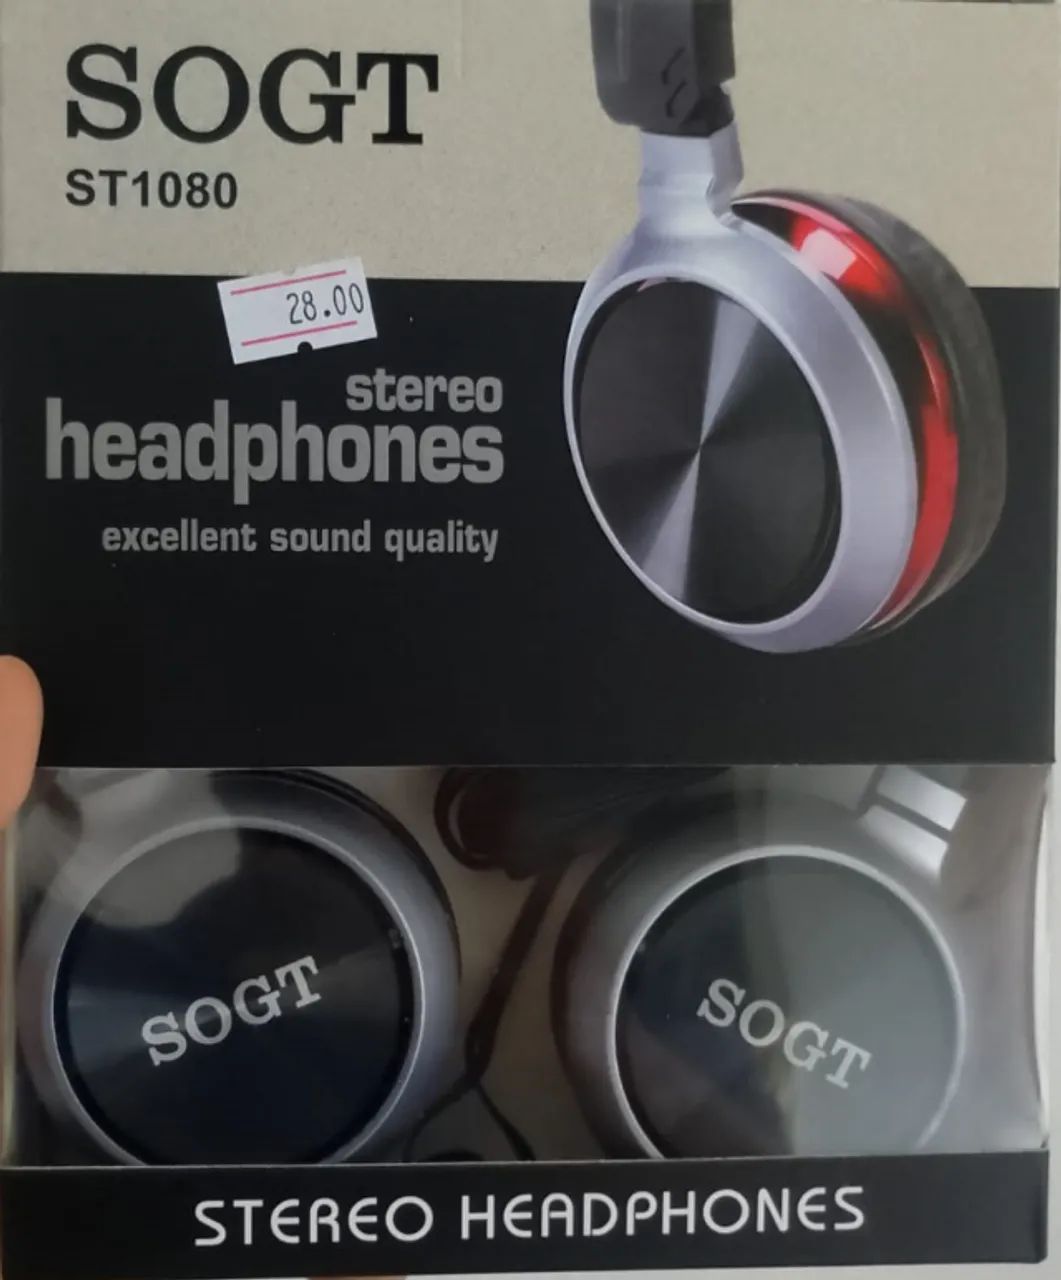 SOGT
ST1080
28.00
stereo
headphones
excellent sound quality
SOGT
SOGT
STEREO HEADPHONES